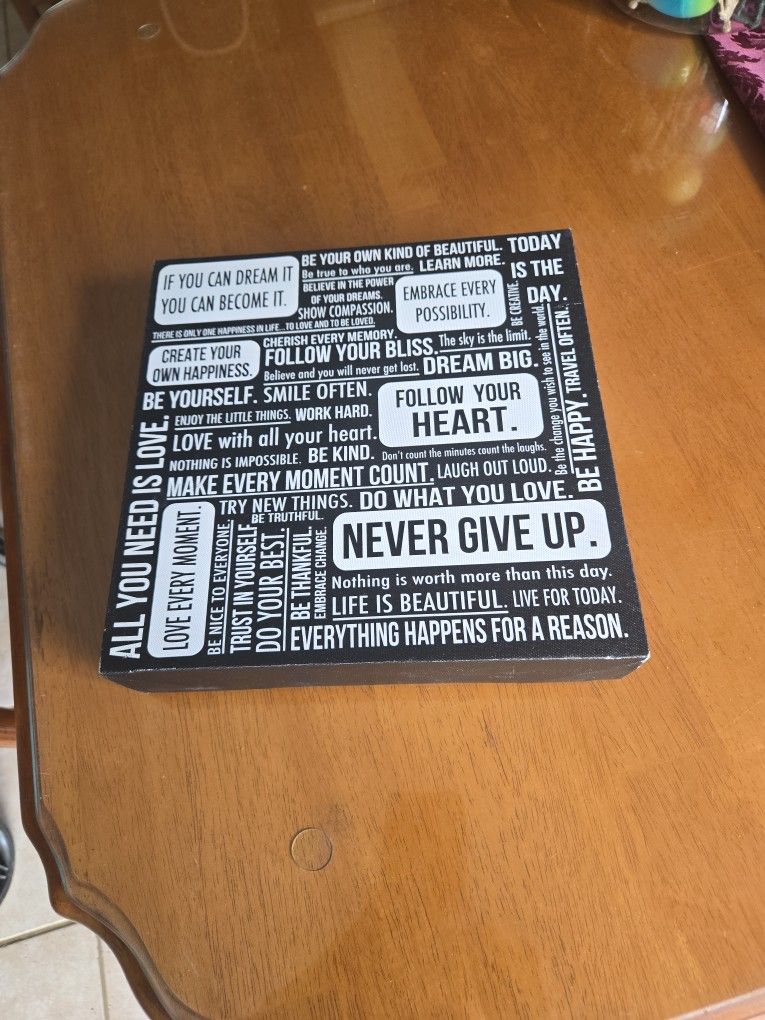 IF YOU CAN DREAM IT
YOU CAN BECOME IT.
BE YOUR OWN KIND OF BEAUTIFUL.
Be true to who you are.
LEARN MORE.
TODAY
IS THE
DAY.
BELIEVE IN THE POWER
OF YOUR DREAMS.
SHOW COMPASSION.
EMBRACE EVERY
POSSIBILITY.
BE CREATIVE.
THERE IS ONLY ONE HAPPINESS IN LIFE...TO LOVE AND TO BE LOVED.
CREATE YOUR
OWN HAPPINESS.
CHERISH EVERY MEMORY.
FOLLOW YOUR BLISS.
The sky is the limit.
Believe and you will never get lost.
DREAM BIG.
Be the change you wish to see in the world.
BE HAPPY.
TRAVEL OFTEN.
BE YOURSELF.
SMILE OFTEN.
FOLLOW YOUR
HEART.
ENJOY THE LITTLE THINGS.
WORK HARD.
LOVE with all your heart.
NOTHING IS IMPOSSIBLE.
BE KIND.
Don't count the minutes count the laughs.
MAKE EVERY MOMENT COUNT.
LAUGH OUT LOUD.
ALL YOU NEED IS LOVE.
LOVE EVERY MOMENT.
TRY NEW THINGS.
DO WHAT YOU LOVE.
BE NICE TO EVERYONE.
TRUST IN YOURSELF
DO YOUR BEST.
BE TRUTHFUL.
BE THANKFUL.
EMBRACE CHANGE.
NEVER GIVE UP.
Nothing is worth more than this day.
LIFE IS BEAUTIFUL.
LIVE FOR TODAY.
EVERYTHING HAPPENS FOR A REASON.